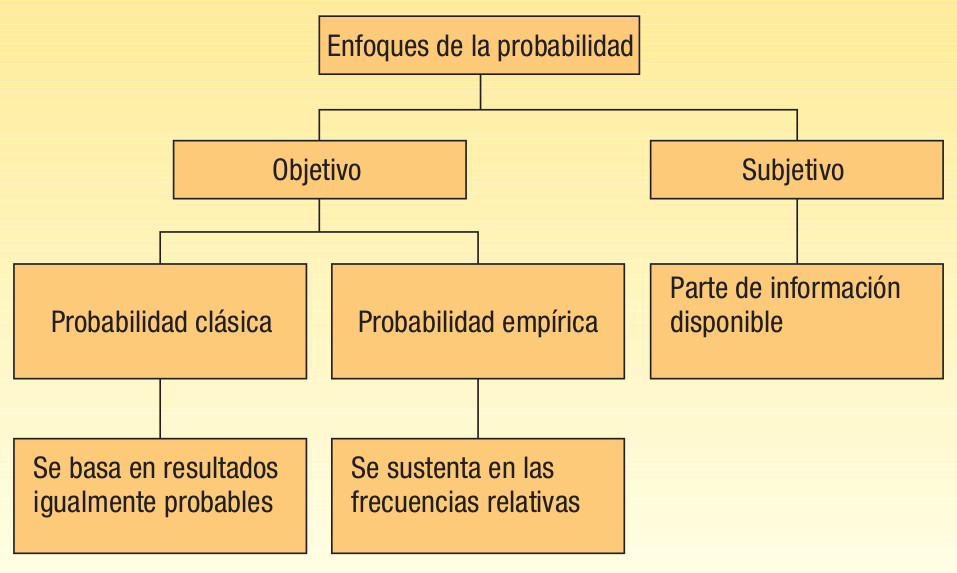 Enfoques de la probabilidad
Objetivo
Subjetivo
Probabilidad clásica
Probabilidad empírica
Parte de información
disponible
Se basa en resultados
igualmente probables
Se sustenta en las
frecuencias relativas